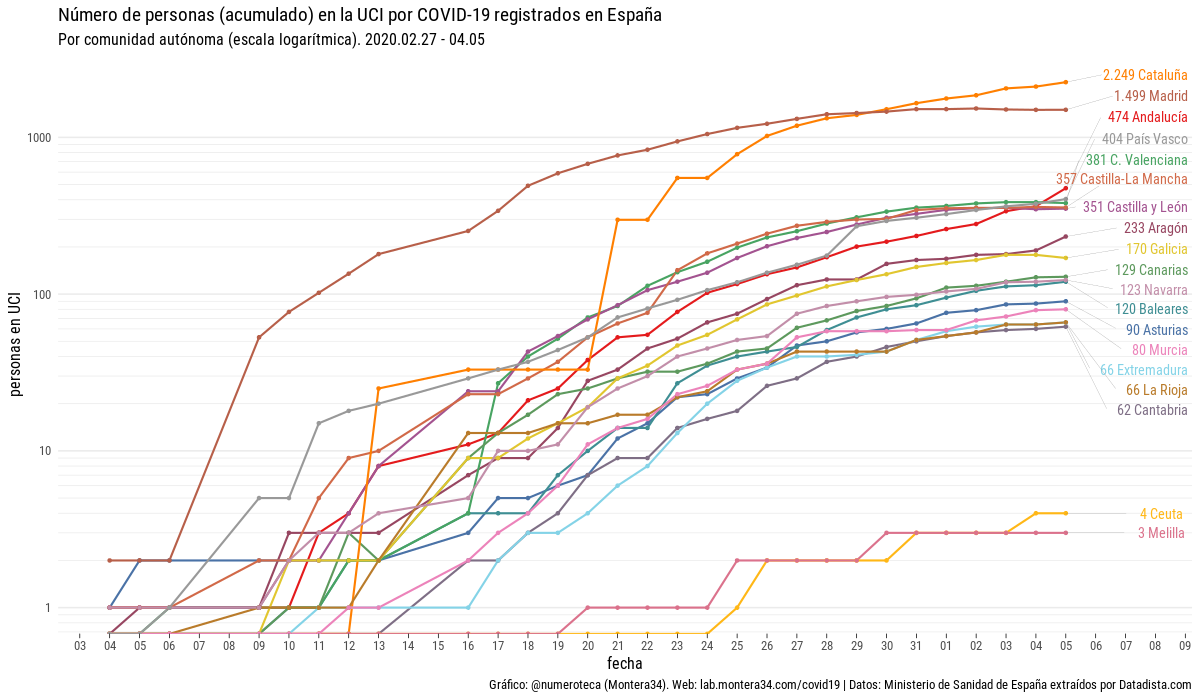 Número de personas (acumulado) en la UCI por COVID-19 registrados en España
Por comunidad autónoma (escala logarítmica). 2020.02.27 - 04.05
2.249 Cataluña
1.499 Madrid
474 Andalucía
404 País Vasco
381 C. Valenciana
357 Castilla-La Mancha
351 Castilla y León
233 Aragón
170 Galicia
129 Canarias
123 Navarra
120 Baleares
90 Asturias
80 Murcia
66 Extremadura
66 La Rioja
62 Cantabria
4 Ceuta
3 Melilla
personas en UCI
1000
100
10
1
03 04 05 06 07 08 09 10 11 12 13 14 15 16 17 18 19 20 21 22 23 24 25 26 27 28 29 30 31 01 02 03 04 05 06 07 08 09
fecha
Gráfico: @numeroteca (Montera34). Web: lab.montera34.com/covid19 | Datos: Ministerio de Sanidad de España extraídos por Datadista.com